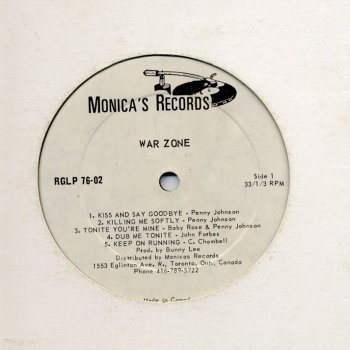 MONICA'S RECORDS
WAR ZONE
RGLP 76-02
Side 1
33/1/3 RPM
1. KISS AND SAY GOODBYE - Penny Johnson
2. KILLING ME SOFTLY - Penny Johnson
3. TONITE YOU'RE MINE - Baby Rose & Penny Johnson
4. DUB ME TONITE - John Forbes
5. KEEP ON RUNNING - C. Chambell
Prod. by Bunny Lee
Distributed by Monicas Records
1553 Eglinton Ave. W., Toronto, Ont., Canada
Phone 416-789-5722
Made in Canada